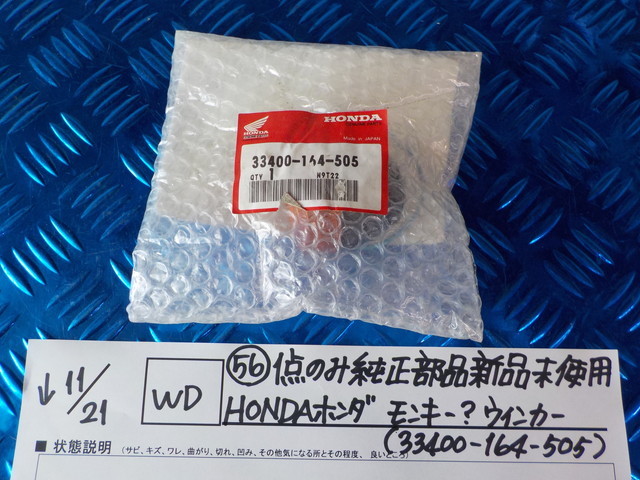 HONDA
HONDA
Made in JAPAN
33400-164-505
QTY 1 N9T22
↓11/21 WD 56 1点のみ純正部品新品未使用
HONDAホンダ モンキー?ウィンカー
(33400-164-505)
■ 状態説明 (サビ、キズ、ワレ、曲がり、切れ、凹み、その他気になる所とその程度、良いところ)